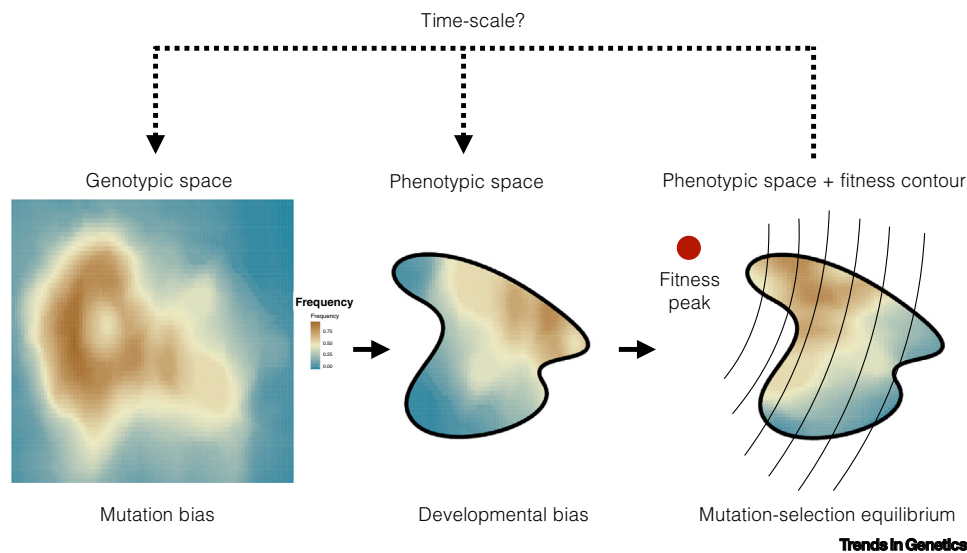 Time-scale?
Genotypic space
Phenotypic space
Phenotypic space + fitness contour
Fitness
peak
Frequency
Frequency
0.75
0.50
0.25
0.00
Mutation bias
Developmental bias
Mutation-selection equilibrium
Trends in Genetics